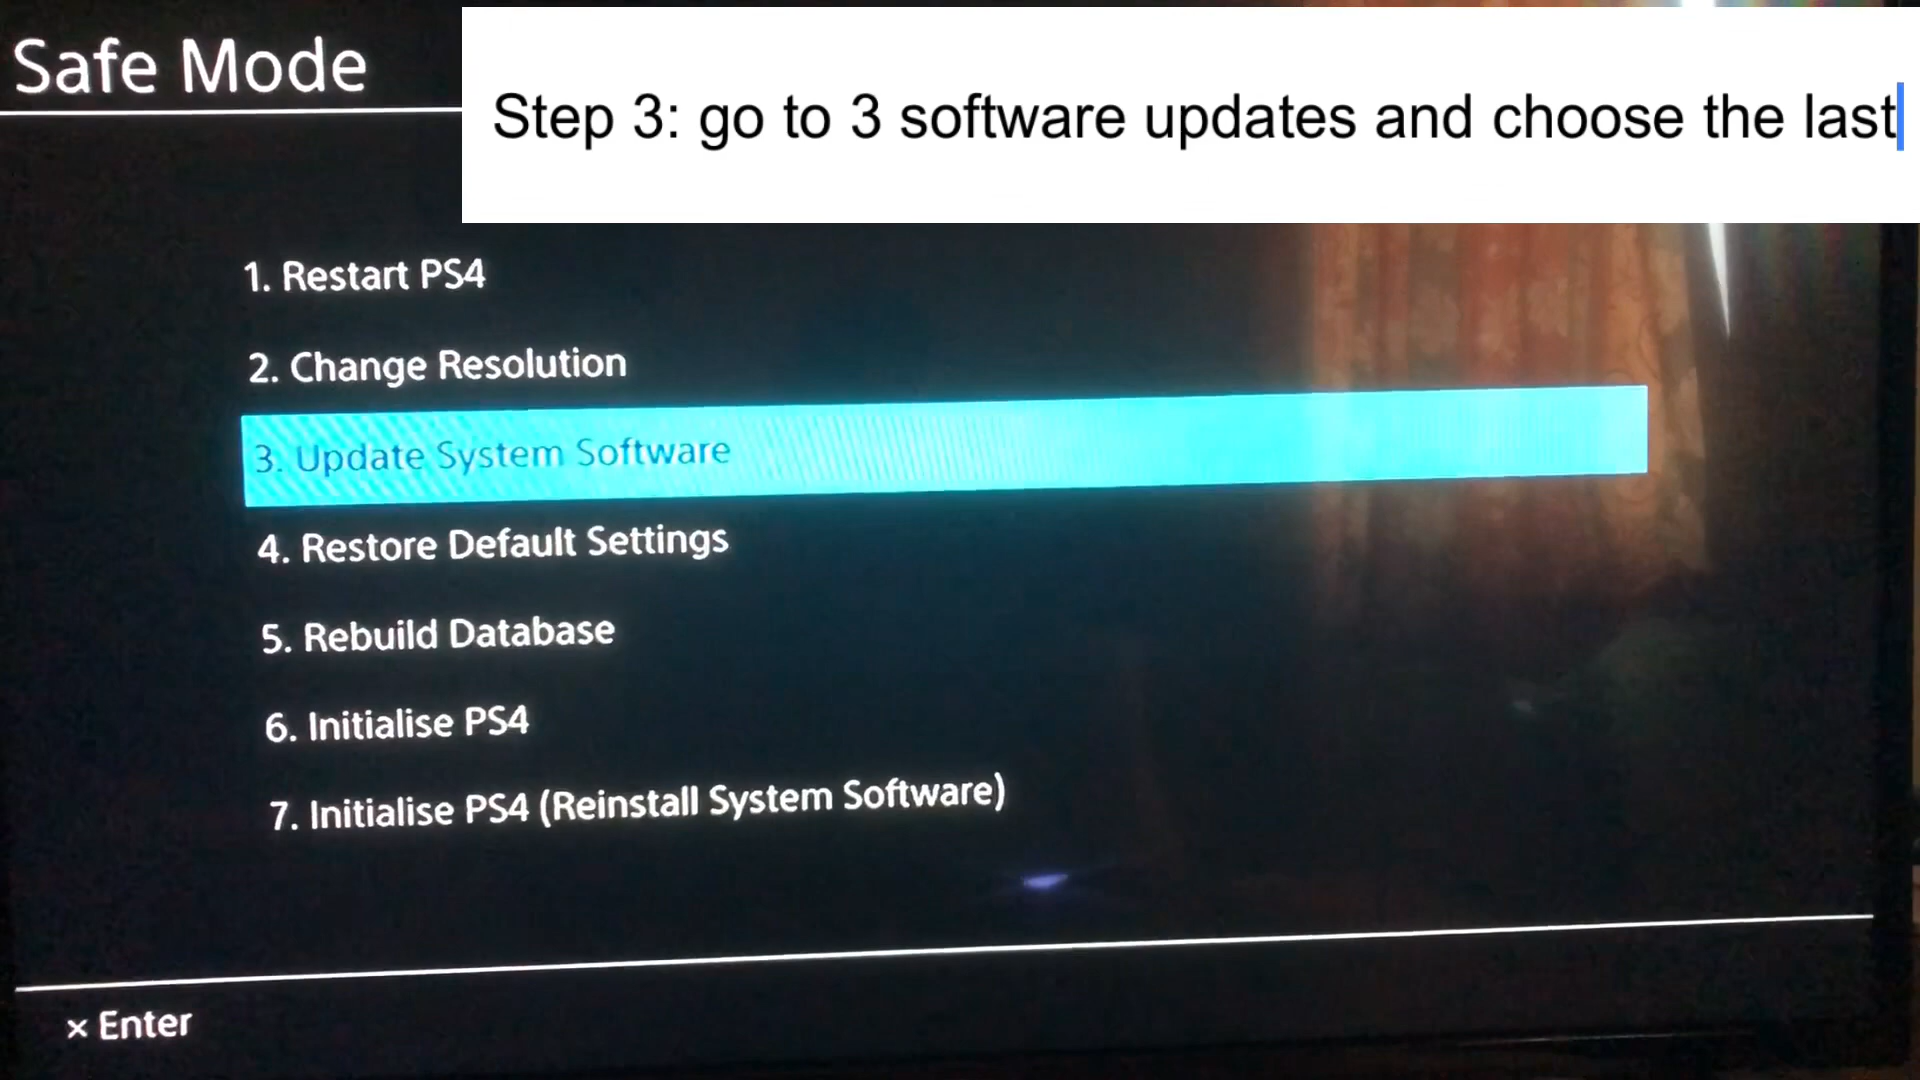 Safe Mode
Step 3: go to 3 software updates and choose the last
1. Restart PS4
2. Change Resolution
3. Update System Software
4. Restore Default Settings
5. Rebuild Database
6. Initialise PS4
7. Initialise PS4 (Reinstall System Software)
× Enter